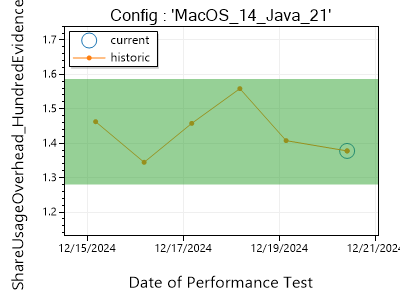 Config : 'MacOS_14_Java_21'
ShareUsageOverhead_HundredEvidence
current
historic
1.7
1.6
1.5
1.4
1.3
1.2
12/15/2024
12/17/2024
12/19/2024
12/21/2024
Date of Performance Test